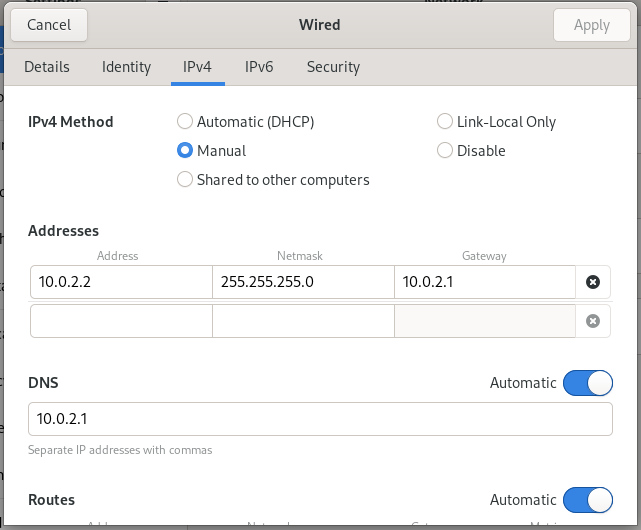 Cancel Wired Apply
Details Identity IPv4 IPv6 Security
IPv4 Method Automatic (DHCP) Link-Local Only
Manual Disable
Shared to other computers
Addresses
Address Netmask Gateway
10.0.2.2 255.255.255.0 10.0.2.1
DNS Automatic
10.0.2.1
Separate IP addresses with commas
Routes Automatic